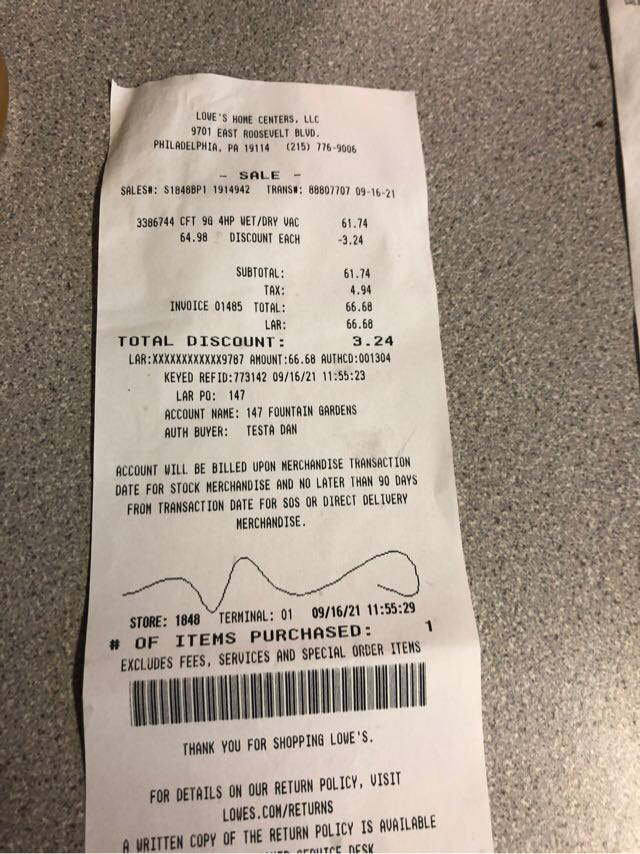 LOWE'S HOME CENTERS, LLC
9701 EAST ROOSEVELT BLVD.
PHILADELPHIA, PA 19114 (215) 776-9006
- SALE -
SALES#: S1848BP1 1914942 TRANS#: 88807707 09-16-21
3386744 CFT 9G 4HP WET/DRY VAC 61.74
64.98 DISCOUNT EACH -3.24
SUBTOTAL: 61.74
TAX: 4.94
INVOICE 01485 TOTAL: 66.68
LAR: 66.68
TOTAL DISCOUNT: 3.24
LAR:XXXXXXXXXXXX9787 AMOUNT:66.68 AUTHCD:001304
KEYED REFID:773142 09/16/21 11:55:23
LAR PO: 147
ACCOUNT NAME: 147 FOUNTAIN GARDENS
AUTH BUYER: TESTA DAN
ACCOUNT WILL BE BILLED UPON MERCHANDISE TRANSACTION
DATE FOR STOCK MERCHANDISE AND NO LATER THAN 90 DAYS
FROM TRANSACTION DATE FOR SOS OR DIRECT DELIVERY
MERCHANDISE.
STORE: 1848 TERMINAL: 01 09/16/21 11:55:29
# OF ITEMS PURCHASED: 1
EXCLUDES FEES, SERVICES AND SPECIAL ORDER ITEMS
THANK YOU FOR SHOPPING LOWE'S.
FOR DETAILS ON OUR RETURN POLICY, VISIT
LOWES.COM/RETURNS
A WRITTEN COPY OF THE RETURN POLICY IS AVAILABLE
SERVICE DESK